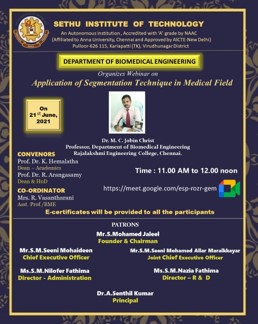 SETHU INSTITUTE OF TECHNOLOGY
An Autonomous Institution, Accredited with 'A' grade by NAAC
(Affiliated to Anna University, Chennai and Approved by AICTE-New Delhi)
Pulloor-626 115, Kariapatti (TK), Virudhunagar District
DEPARTMENT OF BIOMEDICAL ENGINEERING
Organizes Webinar on
Application of Segmentation Technique in Medical Field
On
21st June,
2021
Dr. M. C. Jobin Christ
Professor, Department of Biomedical Engineering
Rajalakshmi Engineering College, Chennai.
CONVENORS
Prof. Dr. K. Hemalatha
Dean - Academics
Prof. Dr. R. Arungasamy
Dean & HoD
CO-ORDINATOR
Mrs. R. Vasanthanani
Asst. Prof /BME
Time : 11.00 AM to 12.00 noon
https://meet.google.com/esp-rozr-gem
E-certificates will be provided to all the participants
PATRONS
Mr.S.Mohamed Jaleel
Founder & Chairman
Mr.S.M.Seeni Mohaideen
Chief Executive Officer
Mr.S.M.Seeni Mohamed Aliar Maraikkayar
Joint Chief Executive Officer
Ms.S.M.Nilofer Fathima
Director - Administration
Ms.S.M.Nazia Fathima
Director – R & D
Dr.A.Senthil Kumar
Principal